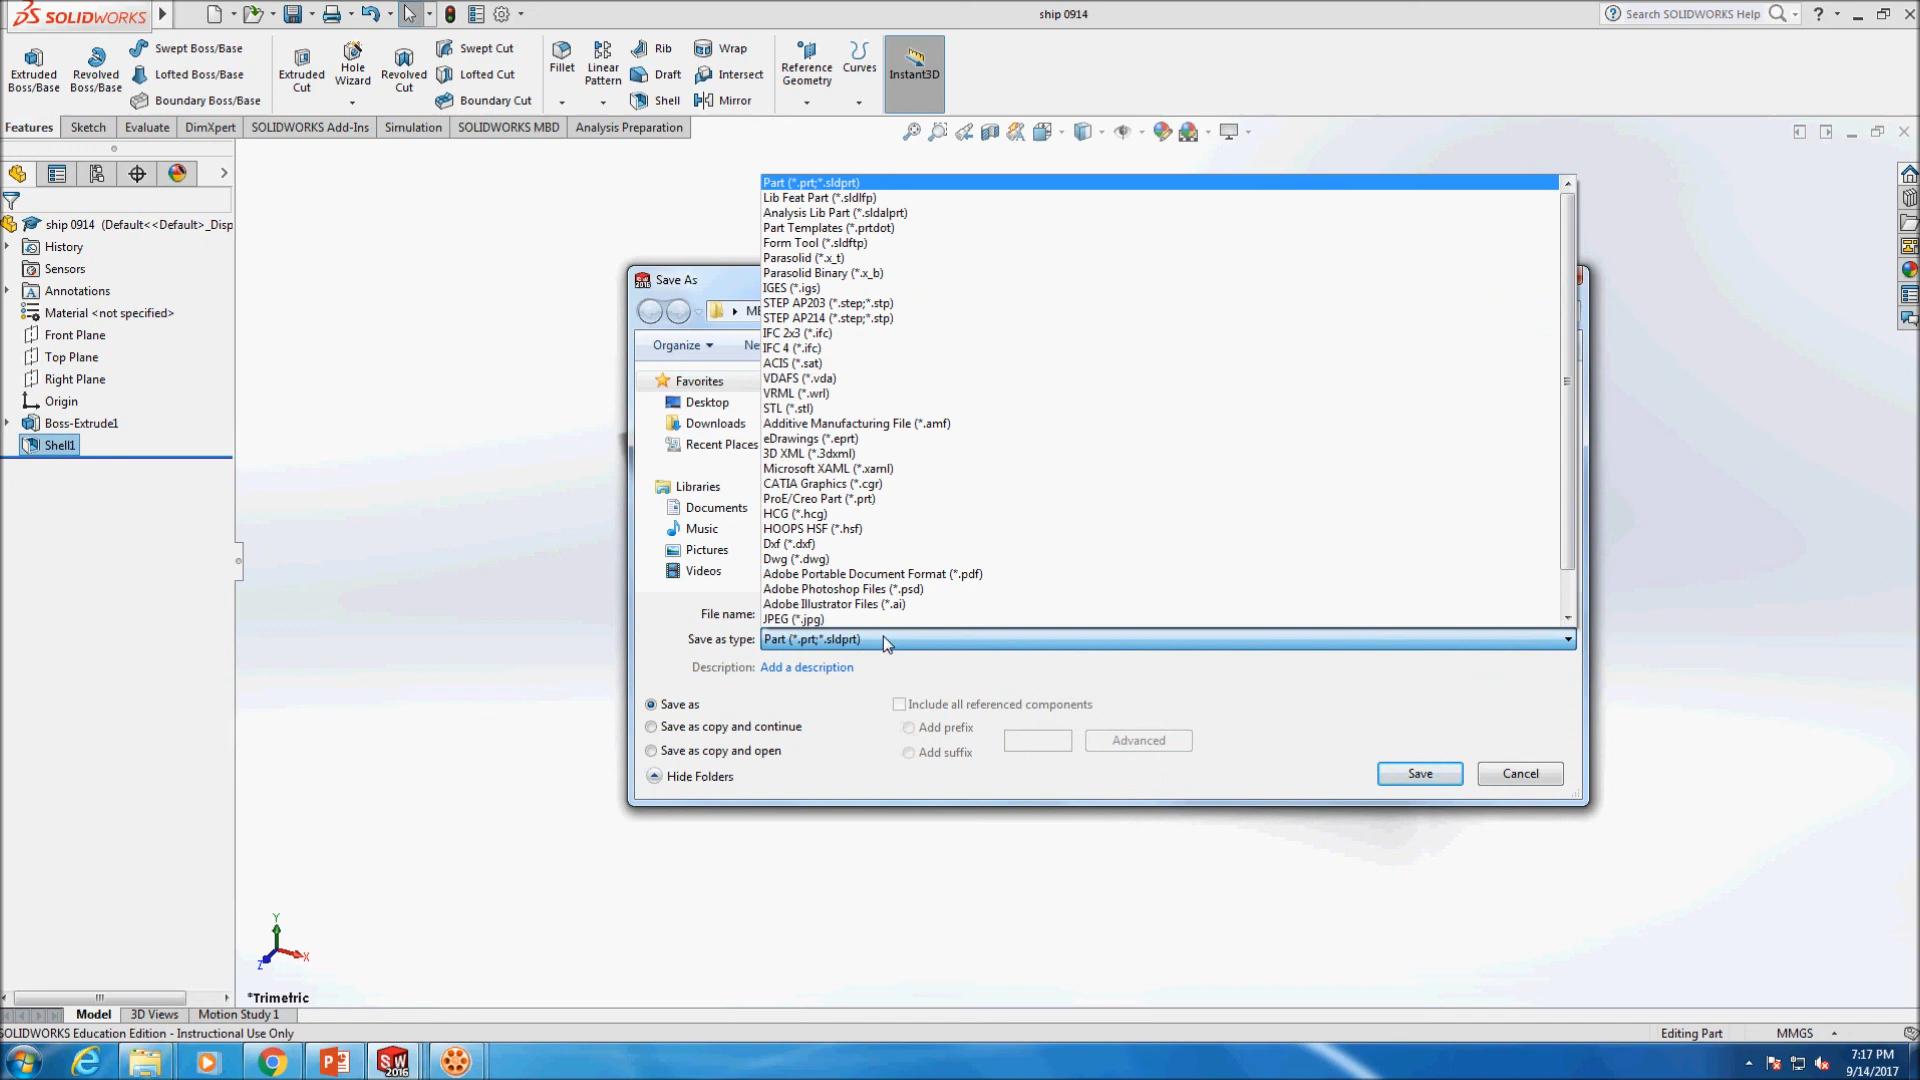 SOLIDWORKS
ship 0914
Search SOLIDWORKS Help
Extruded Boss/Base
Revolved Boss/Base
Swept Boss/Base
Lofted Boss/Base
Boundary Boss/Base
Extruded Cut
Hole Wizard
Revolved Cut
Swept Cut
Lofted Cut
Boundary Cut
Fillet
Linear Pattern
Rib
Draft
Shell
Wrap
Intersect
Mirror
Reference Geometry
Curves
Instant3D
Features Sketch Evaluate DimXpert SOLIDWORKS Add-Ins Simulation SOLIDWORKS MBD Analysis Preparation
ship 0914 (Default<<Default>_Disp
History
Sensors
Annotations
Material <not specified>
Front Plane
Top Plane
Right Plane
Origin
Boss-Extrude1
Shell1
Save As
Organize
Favorites
Desktop
Downloads
Recent Places
Libraries
Documents
Music
Pictures
Videos
Part (*.prt;*.sldprt)
Lib Feat Part (*.sldlfp)
Analysis Lib Part (*.sldalprt)
Part Templates (*.prtdot)
Form Tool (*.sldftp)
Parasolid (*.x_t)
Parasolid Binary (*.x_b)
IGES (*.igs)
STEP AP203 (*.step;*.stp)
STEP AP214 (*.step;*.stp)
IFC 2x3 (*.ifc)
IFC 4 (*.ifc)
ACIS (*.sat)
VDAFS (*.vda)
VRML (*.wrl)
STL (*.stl)
Additive Manufacturing File (*.amf)
eDrawings (*.eprt)
3D XML (*.3dxml)
Microsoft XAML (*.xaml)
CATIA Graphics (*.cgr)
ProE/Creo Part (*.prt)
HCG (*.hcg)
HOOPS HSF (*.hsf)
Dxf (*.dxf)
Dwg (*.dwg)
Adobe Portable Document Format (*.pdf)
Adobe Photoshop Files (*.psd)
Adobe Illustrator Files (*.ai)
JPEG (*.jpg)
File name:
Save as type: Part (*.prt;*.sldprt)
Description: Add a description
Save as
Save as copy and continue
Save as copy and open
Include all referenced components
Add prefix
Add suffix
Advanced
Hide Folders
Save
Cancel
Y
X
Z
*Trimetric
Model 3D Views Motion Study 1
SOLIDWORKS Education Edition - Instructional Use Only
Editing Part
MMGS
SW
2016
7:17 PM
9/14/2017